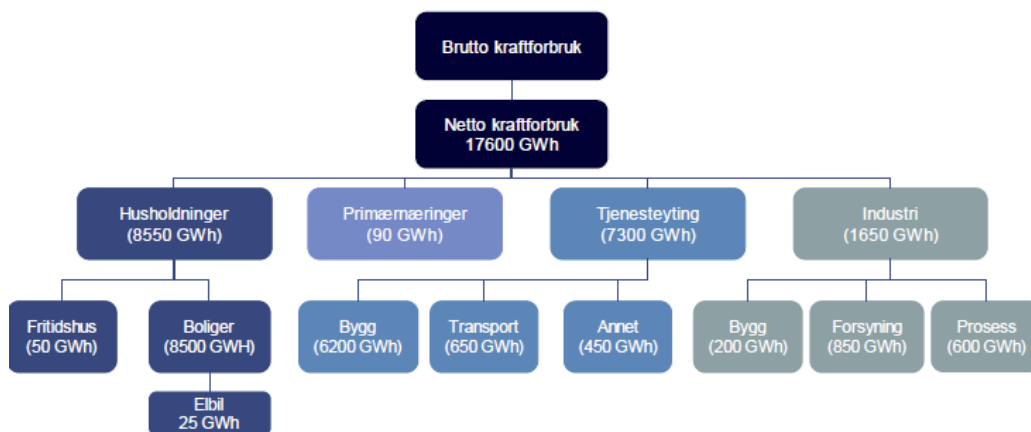 Brutto kraftforbruk
Netto kraftforbruk
17600 GWh
Husholdninger
(8550 GWh)
Primærnæringer
(90 GWh)
Tjenesteyting
(7300 GWh)
Industri
(1650 GWh)
Fritidshus
(50 GWh)
Boliger
(8500 GWH)
Bygg
(6200 GWh)
Transport
(650 GWh)
Annet
(450 GWh)
Bygg
(200 GWh)
Forsyning
(850 GWh)
Prosess
(600 GWh)
Elbil
25 GWh